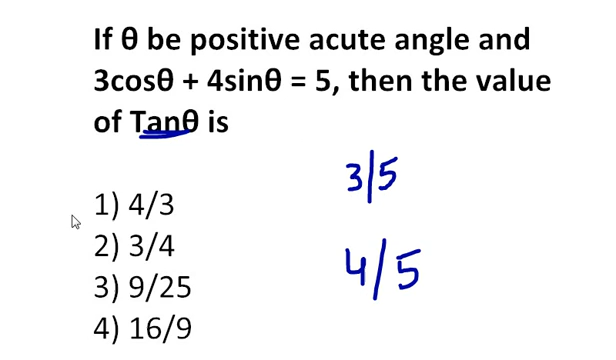 If θ be positive acute angle and
3cosθ + 4sinθ = 5, then the value
of Tanθ is
1) 4/3
2) 3/4
3) 9/25
4) 16/9
3/5
4/5